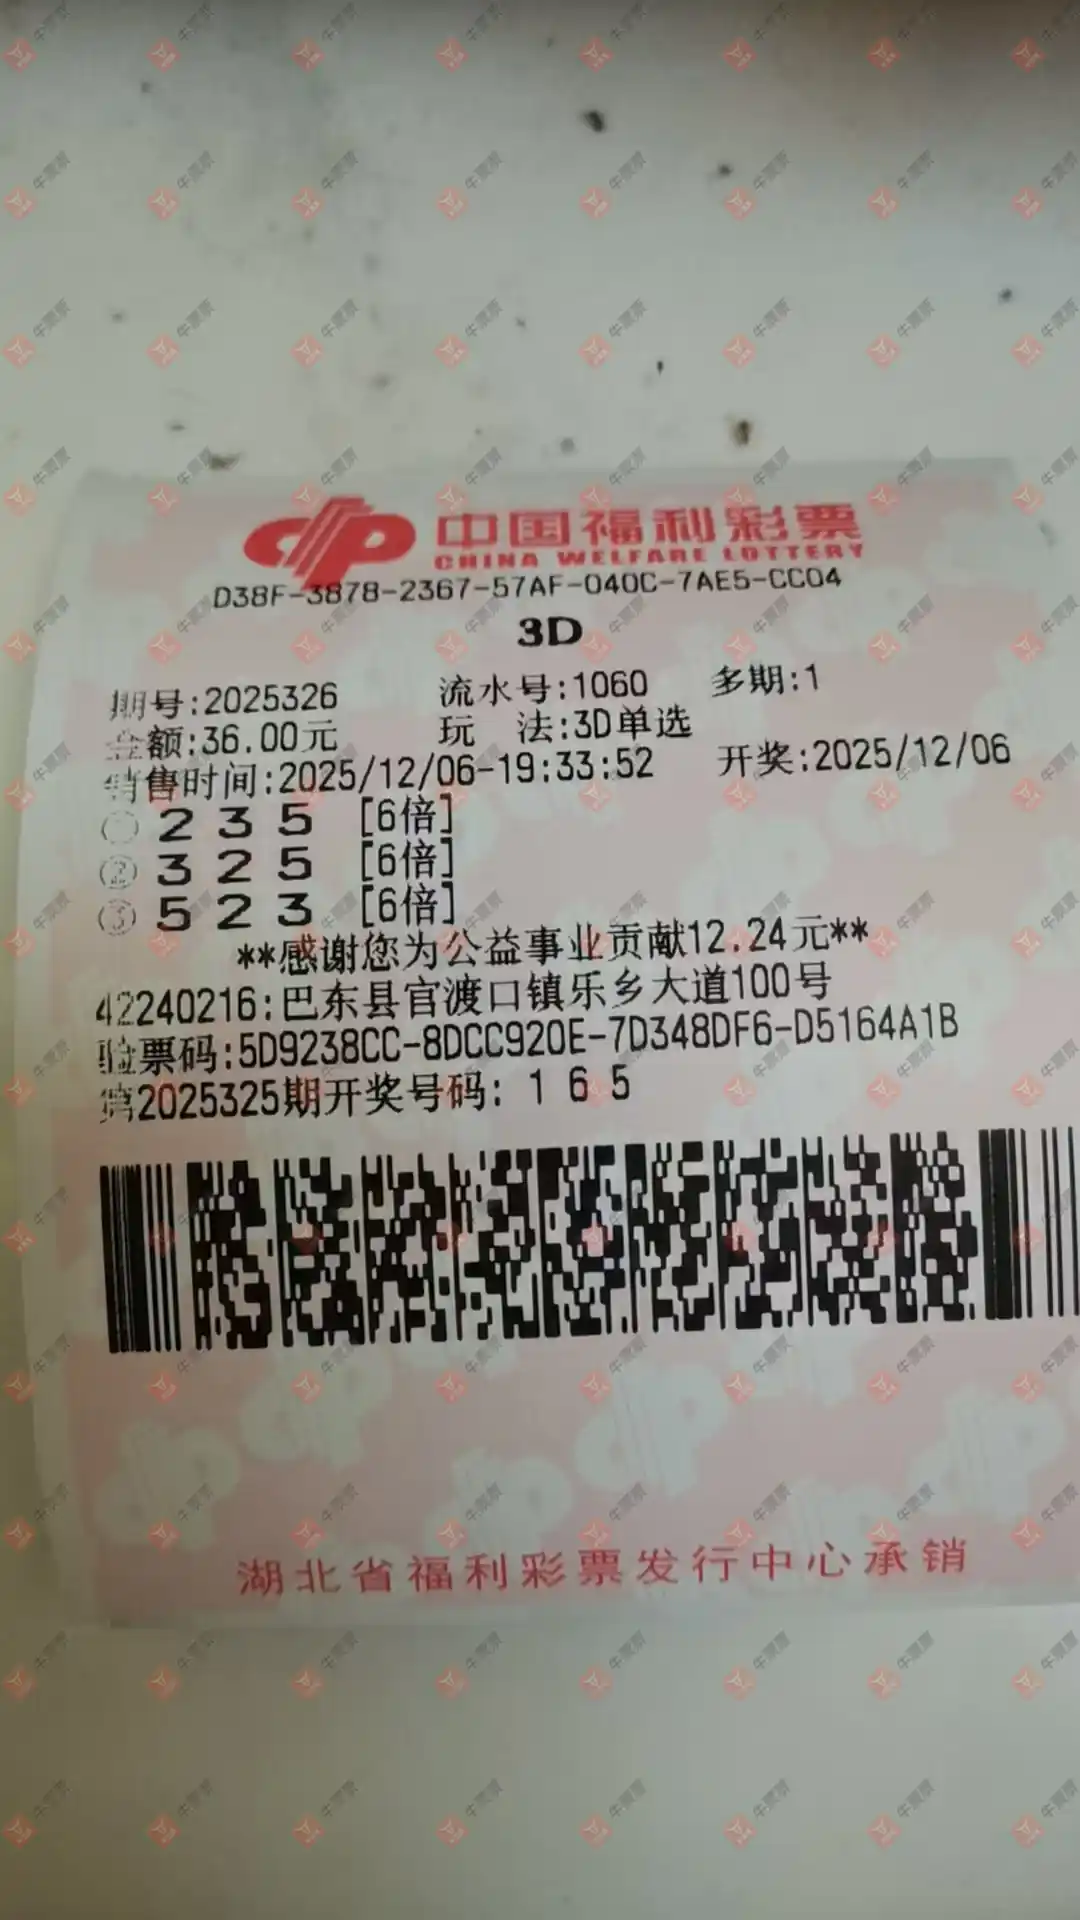 中国福利彩票
CHINA WELFARE LOTTERY
D38F-3878-2367-57AF-040C-7AE5-CC04
3D
期号:2025326 流水号:1060 多期:1
金额:36.00元 玩 法:3D单选
销售时间:2025/12/06-19:33:52 开奖:2025/12/06
① 2 3 5 [6倍]
② 3 2 5 [6倍]
③ 5 2 3 [6倍]
**感谢您为公益事业贡献12.24元**
42240216:巴东县官渡口镇乐乡大道100号
验票码:5D9238CC-8DCC920E-7D348DF6-D5164A1B
第2025325期开奖号码: 1 6 5
湖北省福利彩票发行中心承销